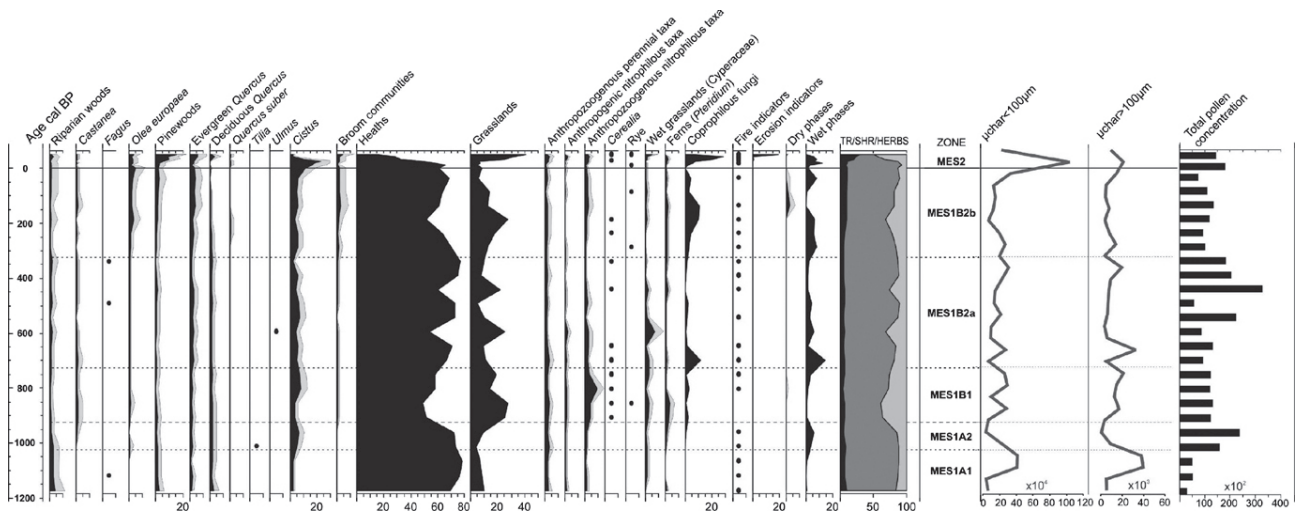 Age cal BP
Riparian woods
Castanea
Fagus
Olea europaea
Pinewoods
Evergreen Quercus
Deciduous Quercus
Quercus suber
Tilia
Ulmus
Cistus
Broom communities
Heaths
Grasslands
Anthropozoogenous perennial taxa
Anthropogenic nitrophilous taxa
Anthropozoogenous nitrophilous taxa
Cerealia
Rye
Wet grasslands (Cyperaceae)
Ferns (Pteridium)
Coprophilous fungi
Fire indicators
Erosion indicators
Dry phases
Wet phases
TR/SHR/HERBS
ZONE
µchar<100µm
µchar>100µm
Total pollen
concentration
MES2
0
MES1B2b
200
MES1B2a
400
600
800
MES1B1
MES1A2
1000
MES1A1
x10⁴
x10³
x10²
1200
20
20
20 40 60 80
20 40
20
20
20
50 100
0 20 40 60 80 100 120
0 10 20 30 40 50
0 100 200 300 400